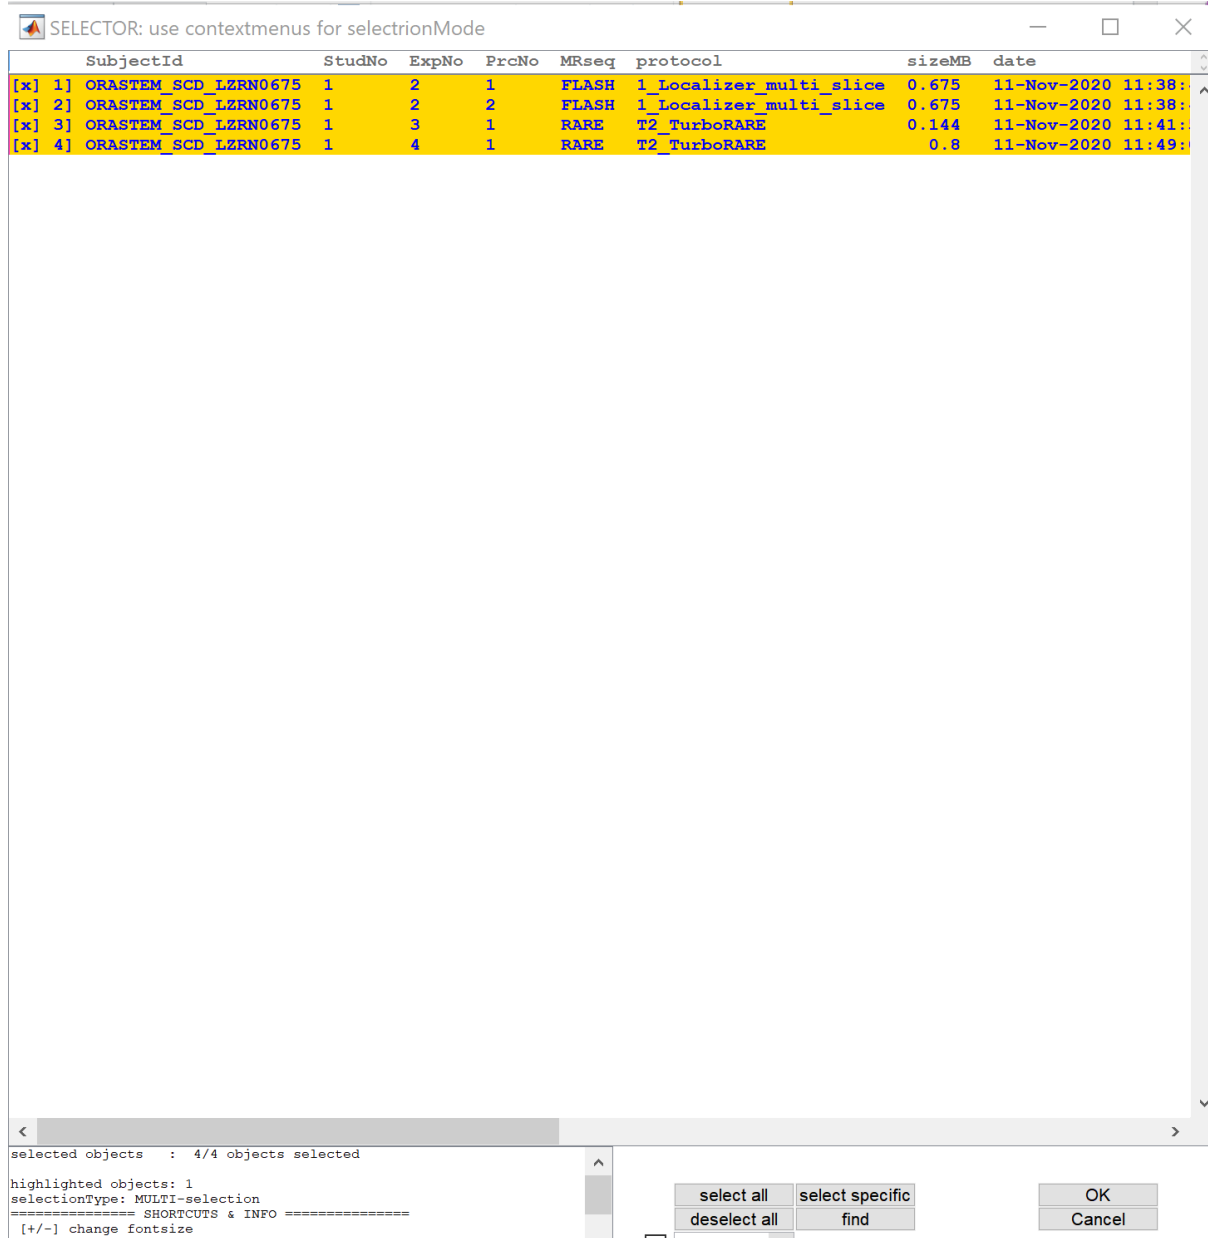 SELECTOR: use contextmenus for selectrionMode
SubjectId StudNo ExpNo PrcNo MRseq protocol sizeMB date
[x] 1] ORASTEM_SCD_LZRN0675 1 2 1 FLASH 1_Localizer_multi_slice 0.675 11-Nov-2020 11:38:
[x] 2] ORASTEM_SCD_LZRN0675 1 2 2 FLASH 1_Localizer_multi_slice 0.675 11-Nov-2020 11:38:
[x] 3] ORASTEM_SCD_LZRN0675 1 3 1 RARE T2_TurboRARE 0.144 11-Nov-2020 11:41:
[x] 4] ORASTEM_SCD_LZRN0675 1 4 1 RARE T2_TurboRARE 0.8 11-Nov-2020 11:49:
selected objects : 4/4 objects selected
highlighted objects: 1
selectionType: MULTI-selection
=============== SHORTCUTS & INFO ===============
[+/-] change fontsize
select all select specific
deselect all find
OK
Cancel